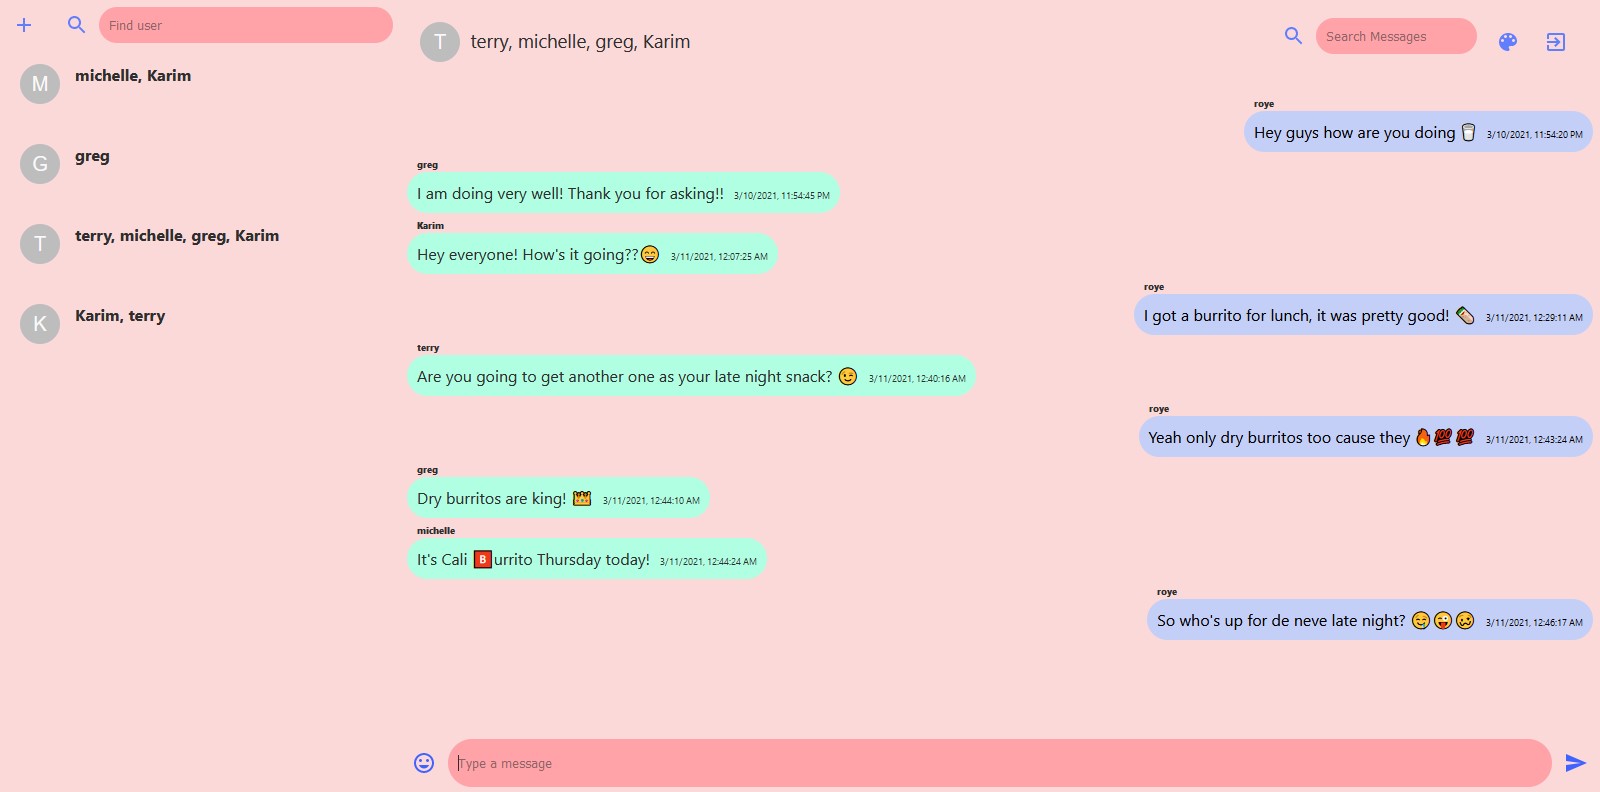 Find user
M
michelle, Karim
G
greg
T
terry, michelle, greg, Karim
K
Karim, terry
T
terry, michelle, greg, Karim
Search Messages
roye
Hey guys how are you doing 🥛 3/10/2021, 11:54:20 PM
greg
I am doing very well! Thank you for asking!! 3/10/2021, 11:54:45 PM
Karim
Hey everyone! How's it going??😄 3/11/2021, 12:07:25 AM
roye
I got a burrito for lunch, it was pretty good! 🌯 3/11/2021, 12:29:11 AM
terry
Are you going to get another one as your late night snack? 😉 3/11/2021, 12:40:16 AM
roye
Yeah only dry burritos too cause they 🔥💯💯 3/11/2021, 12:43:24 AM
greg
Dry burritos are king! 👑 3/11/2021, 12:44:10 AM
michelle
It's Cali 🅱urrito Thursday today! 3/11/2021, 12:44:24 AM
roye
So who's up for de neve late night? 🤤😜🥴 3/11/2021, 12:46:17 AM
Type a message